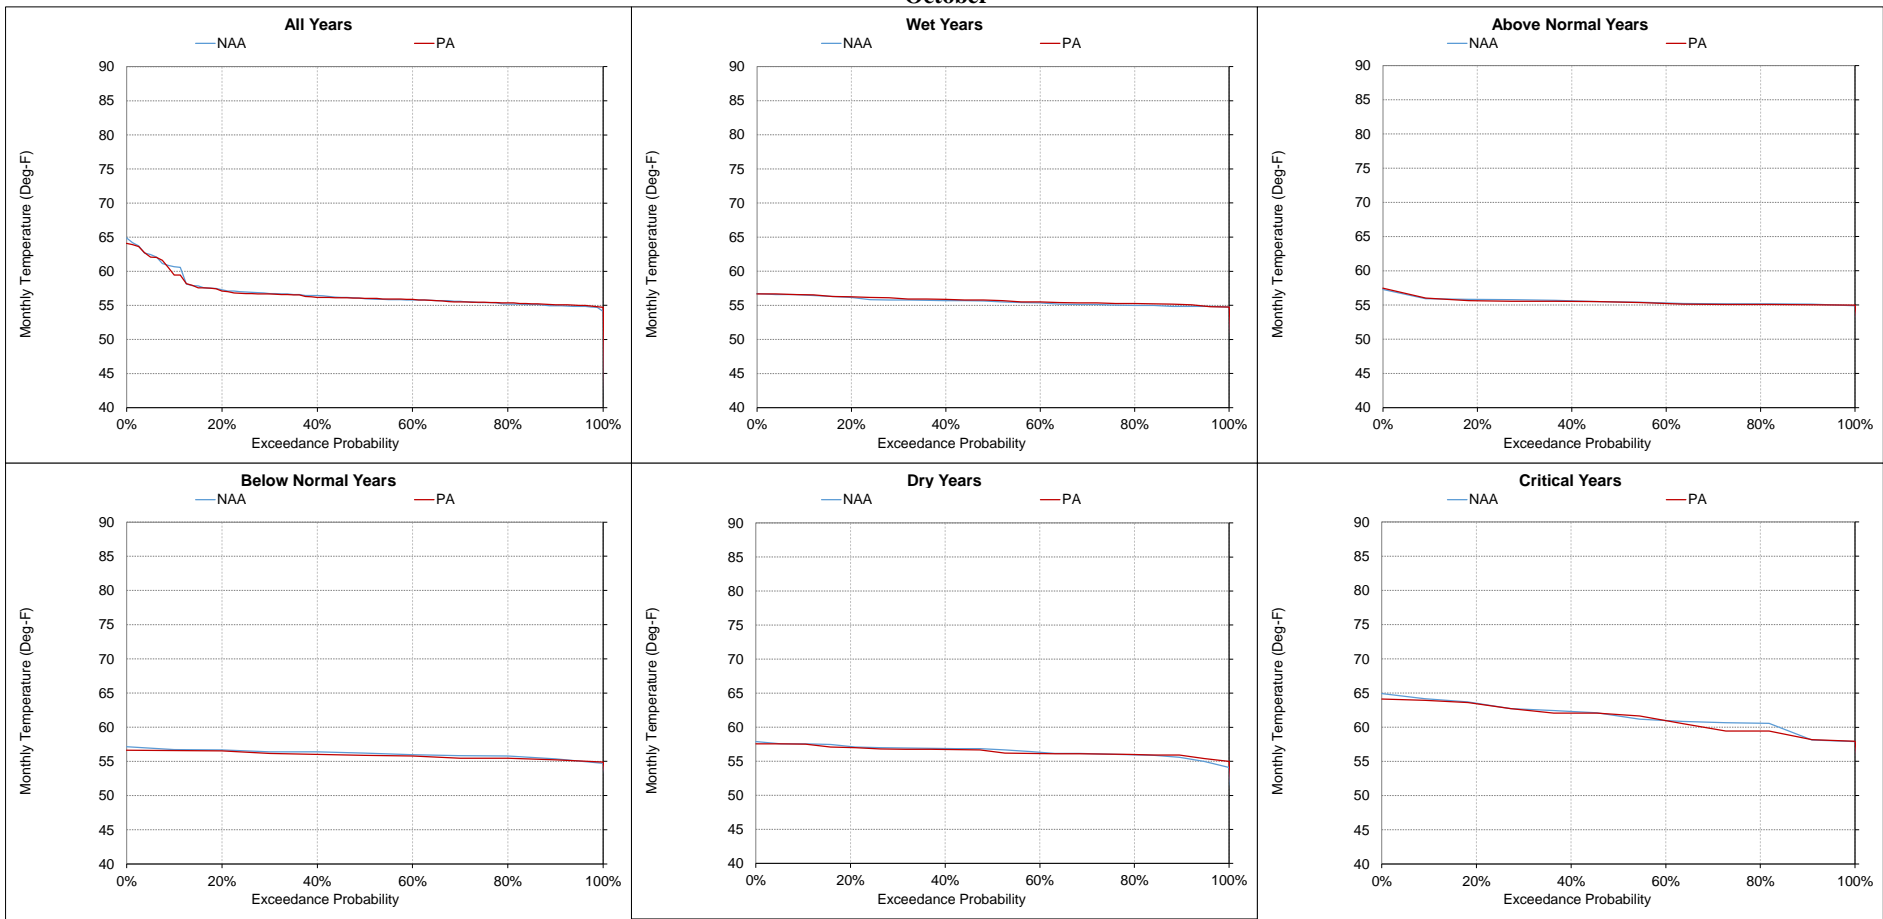 October
All Years
NAA PA
90
85
80
75
70
65
60
55
50
45
40
Monthly Temperature (Deg-F)
0% 20% 40% 60% 80% 100%
Exceedance Probability
Wet Years
NAA PA
90
85
80
75
70
65
60
55
50
45
40
Monthly Temperature (Deg-F)
0% 20% 40% 60% 80% 100%
Exceedance Probability
Above Normal Years
NAA PA
90
85
80
75
70
65
60
55
50
45
40
Monthly Temperature (Deg-F)
0% 20% 40% 60% 80% 100%
Exceedance Probability
Below Normal Years
NAA PA
90
85
80
75
70
65
60
55
50
45
40
Monthly Temperature (Deg-F)
0% 20% 40% 60% 80% 100%
Exceedance Probability
Dry Years
NAA PA
90
85
80
75
70
65
60
55
50
45
40
Monthly Temperature (Deg-F)
0% 20% 40% 60% 80% 100%
Exceedance Probability
Critical Years
NAA PA
90
85
80
75
70
65
60
55
50
45
40
Monthly Temperature (Deg-F)
0% 20% 40% 60% 80% 100%
Exceedance Probability